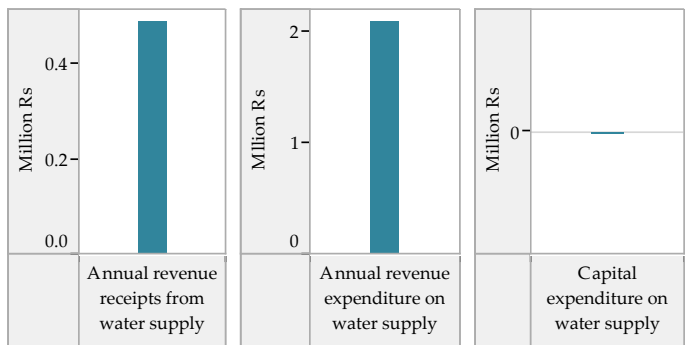 Million Rs
0.4
0.2
0.0
Annual revenue
receipts from
water supply
Mllion Rs
2
1
0
Annual revenue
expenditure on
water supply
Million Rs
0
Capital
expenditure on
water supply